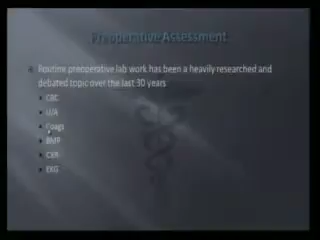 Preoperative Assessment
Routine preoperative lab work has been a heavily researched and
debated topic over the last 30 years
CBC
U/A
Coags
BMP
CXR
EKG